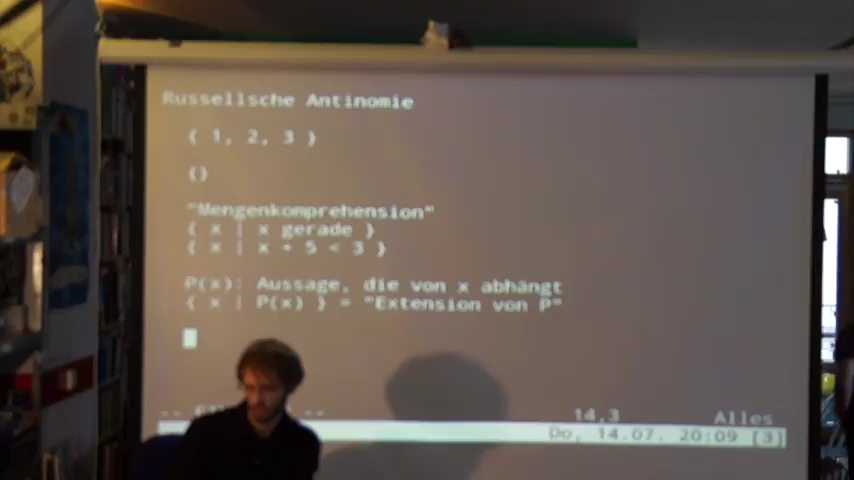 Russellsche Antinomie
{ 1, 2, 3 }
{}
"Mengenkomprehension"
{ x | x gerade }
{ x | x + 5 < 3 }
P(x): Aussage, die von x abhängt
{ x | P(x) } = "Extension von P"
-- --
14,3 Alles
Do, 14.07. 20:09 [3]